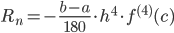 R_n = -\frac{b-a}{180} \cdot h^4 \cdot f^{(4)}(c)